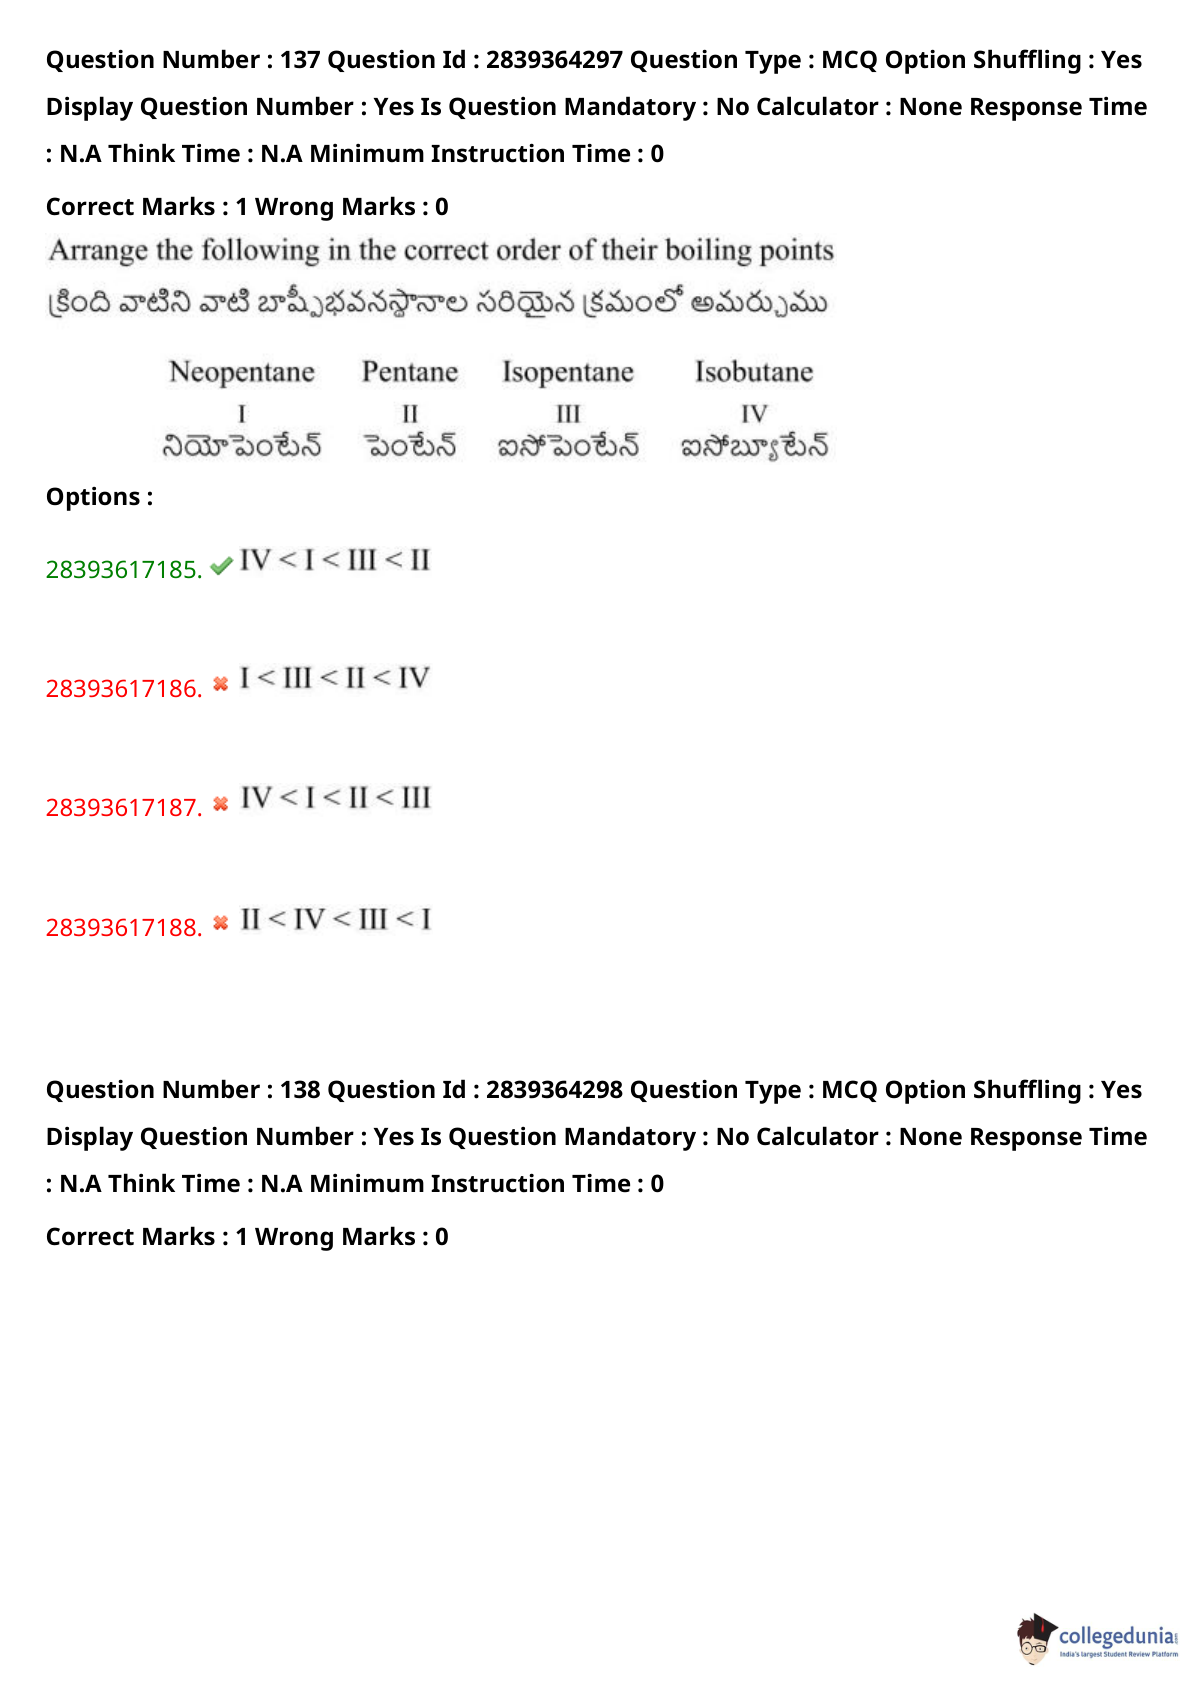 Question Number : 137 Question Id : 2839364297 Question Type : MCQ Option Shuffling : Yes
Display Question Number : Yes Is Question Mandatory : No Calculator : None Response Time
: N.A Think Time : N.A Minimum Instruction Time : 0
Correct Marks : 1 Wrong Marks : 0
Arrange the following in the correct order of their boiling points
క్రింది వాటిని వాటి బాష్పీభవనస్థానాల సరియైన క్రమంలో అమర్చుము
Neopentane Pentane Isopentane Isobutane
I II III IV
నియోపెంటేన్ పెంటేన్ ఐసోపెంటేన్ ఐసోబ్యూటేన్
Options :
28393617185. IV < I < III < II
28393617186. I < III < II < IV
28393617187. IV < I < II < III
28393617188. II < IV < III < I
Question Number : 138 Question Id : 2839364298 Question Type : MCQ Option Shuffling : Yes
Display Question Number : Yes Is Question Mandatory : No Calculator : None Response Time
: N.A Think Time : N.A Minimum Instruction Time : 0
Correct Marks : 1 Wrong Marks : 0
collegedunia
India's largest Student Review Platform